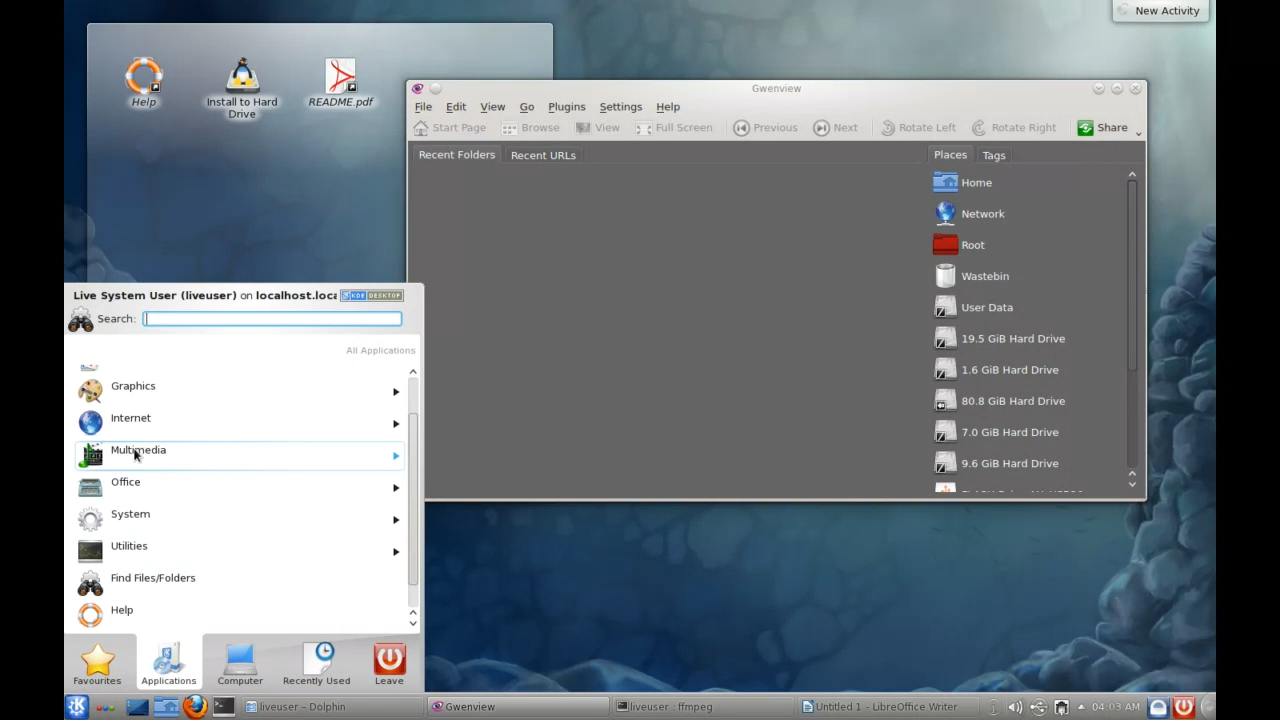 New Activity
Help
Install to Hard
Drive
README.pdf
Gwenview
File Edit View Go Plugins Settings Help
Start Page Browse View Full Screen Previous Next Rotate Left Rotate Right Share
Recent Folders Recent URLs
Places Tags
Home
Network
Root
Wastebin
User Data
19.5 GiB Hard Drive
1.6 GiB Hard Drive
80.8 GiB Hard Drive
7.0 GiB Hard Drive
9.6 GiB Hard Drive
Live System User (liveuser) on localhost.loca
KDE DESKTOP
Search:
All Applications
Graphics
Internet
Multimedia
Office
System
Utilities
Find Files/Folders
Help
Favourites Applications Computer Recently Used Leave
liveuser – Dolphin Gwenview liveuser : ffmpeg Untitled 1 - LibreOffice Writer 04:03 AM